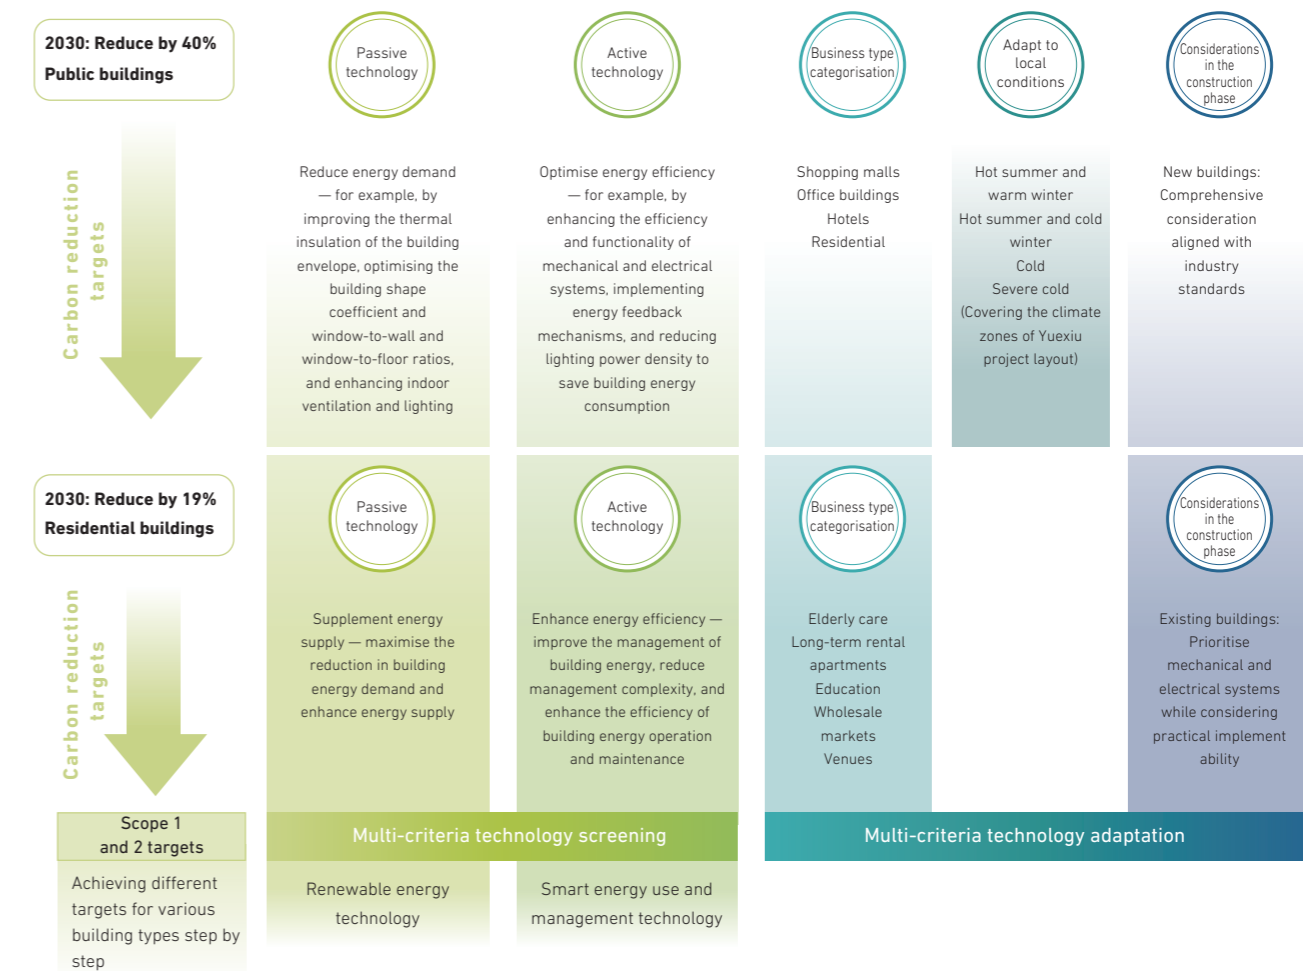 2030: Reduce by 40%
Public buildings
Carbon reduction
targets
Passive
technology
Active
technology
Business type
categorisation
Adapt to
local
conditions
Considerations
in the
construction
phase
Reduce energy demand
— for example, by
improving the thermal
insulation of the building
envelope, optimising the
building shape
coefficient and
window-to-wall and
window-to-floor ratios,
and enhancing indoor
ventilation and lighting
Optimise energy efficiency
— for example, by
enhancing the efficiency
and functionality of
mechanical and electrical
systems, implementing
energy feedback
mechanisms, and reducing
lighting power density to
save building energy
consumption
Shopping malls
Office buildings
Hotels
Residential
Hot summer and
warm winter
Hot summer and cold
winter
Cold
Severe cold
(Covering the climate
zones of Yuexiu
project layout)
New buildings:
Comprehensive
consideration
aligned with
industry
standards
2030: Reduce by 19%
Residential buildings
Carbon reduction
targets
Passive
technology
Active
technology
Business type
categorisation
Considerations
in the
construction
phase
Supplement energy
supply — maximise the
reduction in building
energy demand and
enhance energy supply
Enhance energy efficiency —
improve the management of
building energy, reduce
management complexity, and
enhance the efficiency of
building energy operation
and maintenance
Elderly care
Long-term rental
apartments
Education
Wholesale
markets
Venues
Existing buildings:
Prioritise
mechanical and
electrical systems
while considering
practical implement
ability
Scope 1
and 2 targets
Multi-criteria technology screening
Multi-criteria technology adaptation
Achieving different
targets for various
building types step by
step
Renewable energy
technology
Smart energy use and
management technology